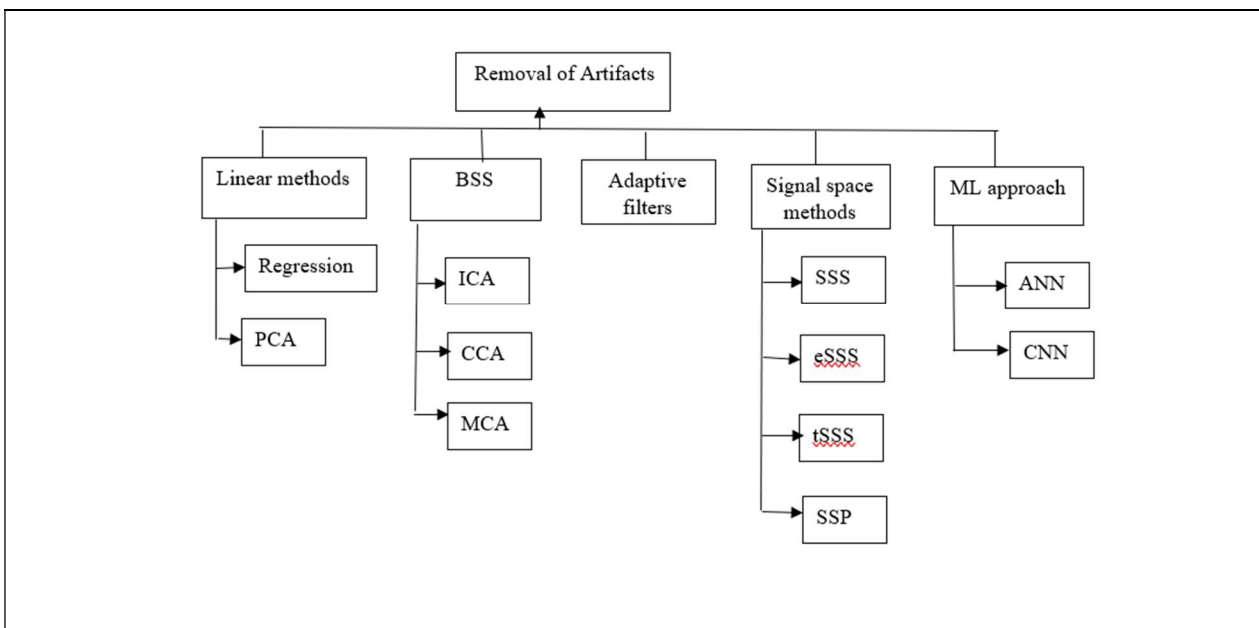 Removal of Artifacts
Linear methods
BSS
Adaptive
filters
Signal space
methods
ML approach
Regression
PCA
ICA
CCA
MCA
SSS
eSSS
tSSS
SSP
ANN
CNN